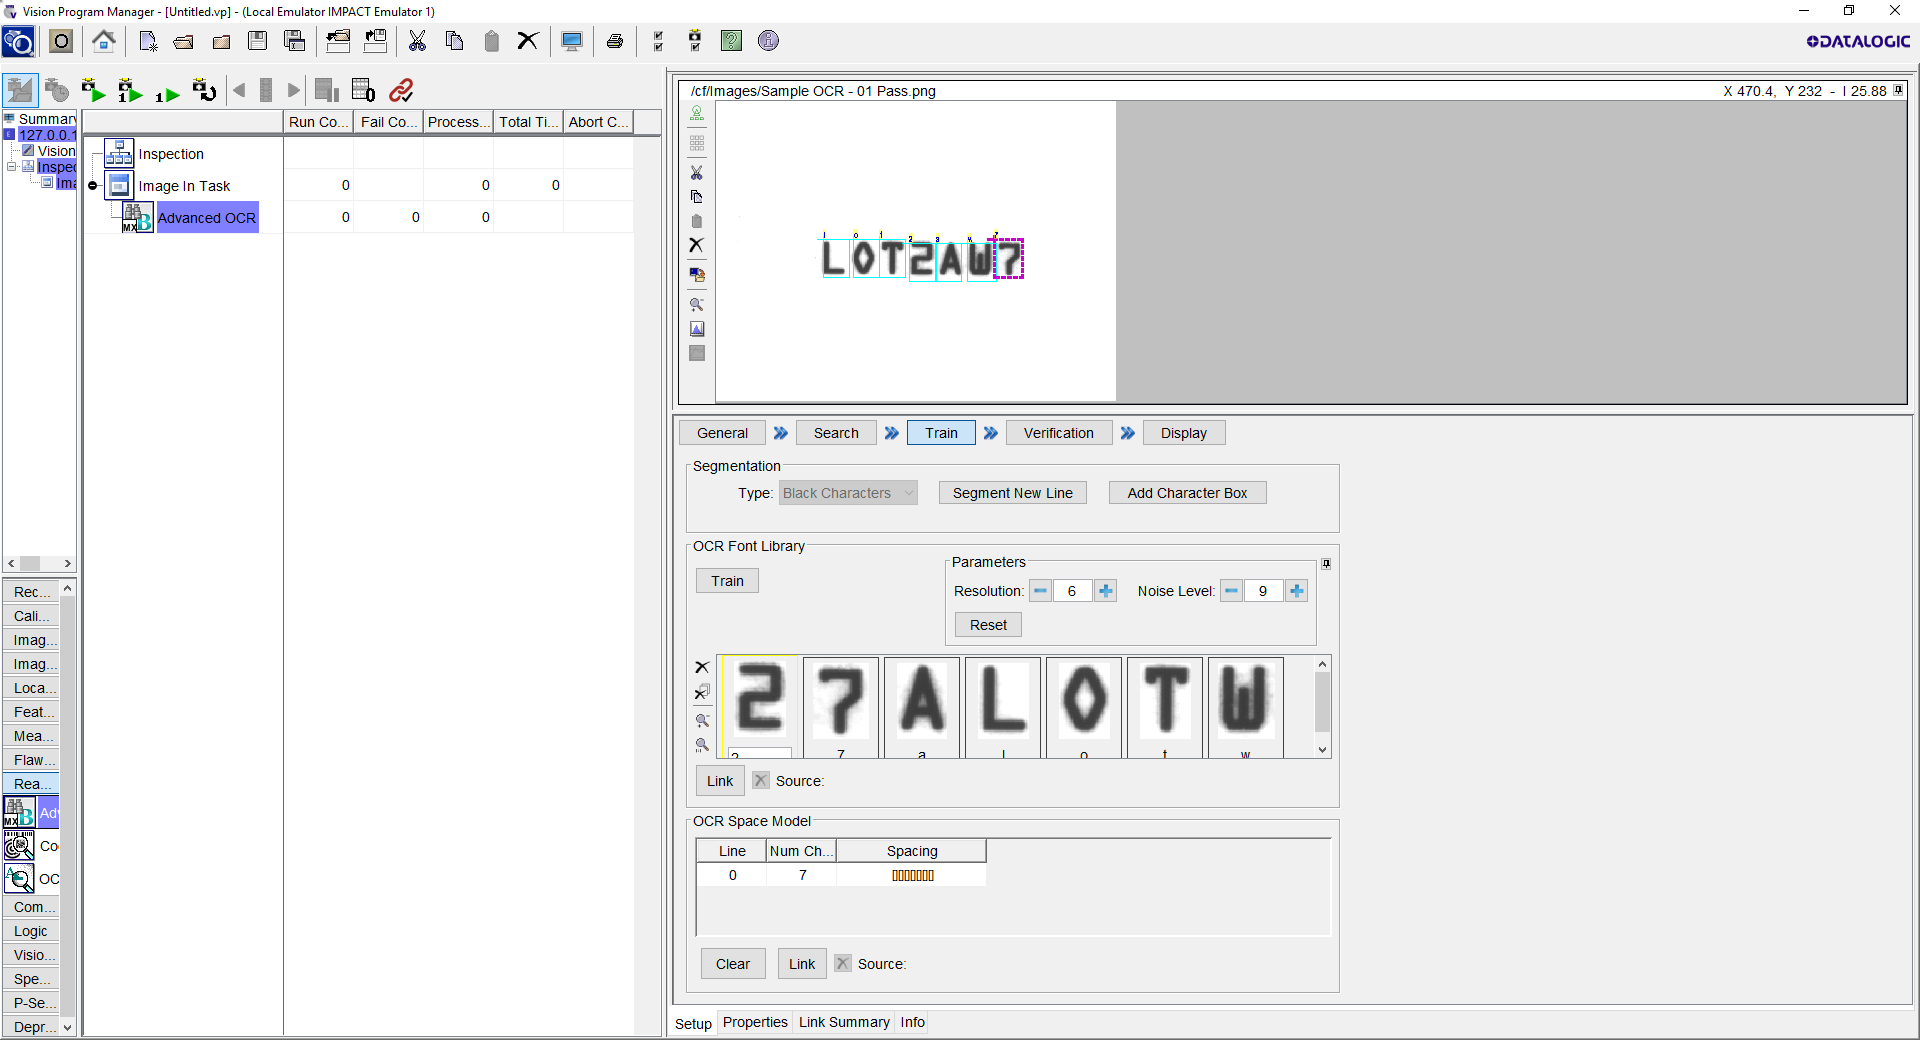 Vision Program Manager - [Untitled.vp] - (Local Emulator IMPACT Emulator 1)
DATALOGIC
Summary
127.0.0.1
Vision
Inspe
Ima
Run Co... Fail Co... Process... Total Ti... Abort C...
Inspection
Image In Task 0 0 0
Advanced OCR 0 0 0
Rec...
Cali...
Imag...
Imag...
Loca...
Feat...
Mea...
Flaw...
Rea...
Adv
Co
OC
Com...
Logic
Visio...
Spe...
P-Se...
Depr...
/cf/Images/Sample OCR - 01 Pass.png X 470.4, Y 232 - I 25.88
l o t 2 a w 7
LOT2AW7
General Search Train Verification Display
Segmentation
Type: Black Characters Segment New Line Add Character Box
OCR Font Library
Train
Parameters
Resolution: 6 Noise Level: 9
Reset
2 7 A L O T W
2 7 a l o t w
Link Source:
OCR Space Model
Line Num Ch... Spacing
0 7
Clear Link Source:
Setup Properties Link Summary Info